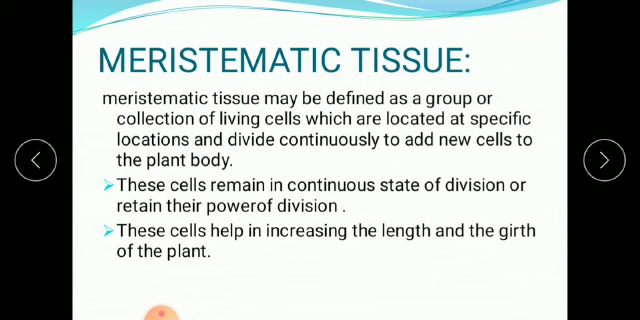 MERISTEMATIC TISSUE:
meristematic tissue may be defined as a group or
collection of living cells which are located at specific
locations and divide continuously to add new cells to
the plant body.
These cells remain in continuous state of division or
retain their powerof division .
These cells help in increasing the length and the girth
of the plant.